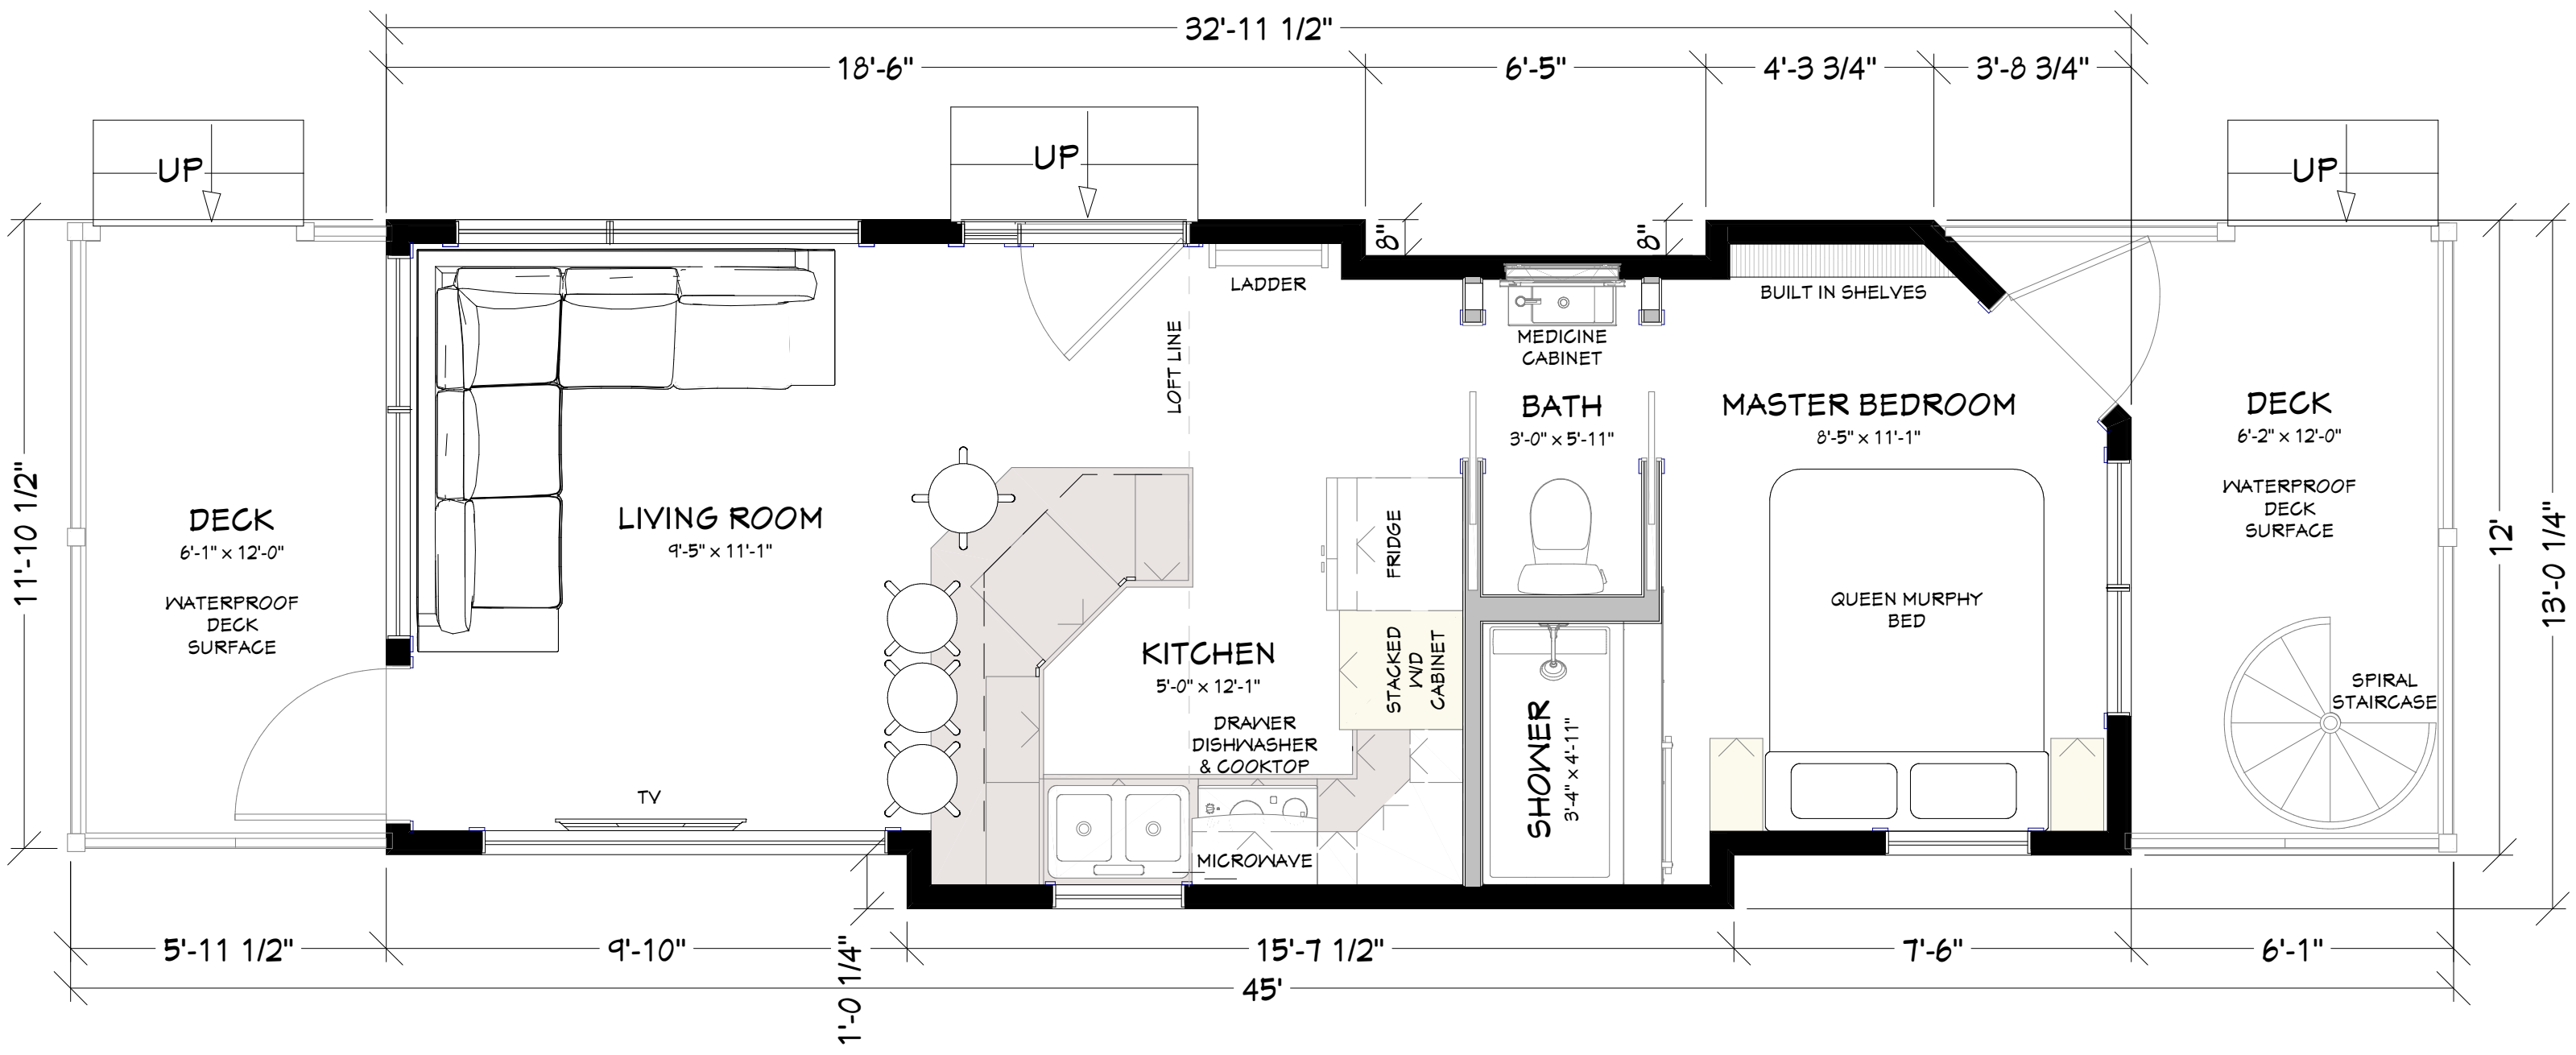 32'-11 1/2"
18'-6"
6'-5"
4'-3 3/4"
3'-8 3/4"
UP
UP
UP
8"
8"
LADDER
BUILT IN SHELVES
MEDICINE
CABINET
LOFT LINE
BATH
3'-0" x 5'-11"
MASTER BEDROOM
8'-5" x 11'-1"
DECK
6'-2" x 12'-0"
WATERPROOF
DECK
SURFACE
11'-10 1/2"
DECK
6'-1" x 12'-0"
WATERPROOF
DECK
SURFACE
LIVING ROOM
9'-5" x 11'-1"
FRIDGE
12'
13'-0 1/4"
QUEEN MURPHY
BED
KITCHEN
5'-0" x 12'-1"
STACKED
W/D
CABINET
SPIRAL
STAIRCASE
DRAWER
DISHWASHER
& COOKTOP
SHOWER
3'-4" x 4'-11"
TV
MICROWAVE
5'-11 1/2"
9'-10"
1'-0 1/4"
15'-7 1/2"
7'-6"
6'-1"
45'